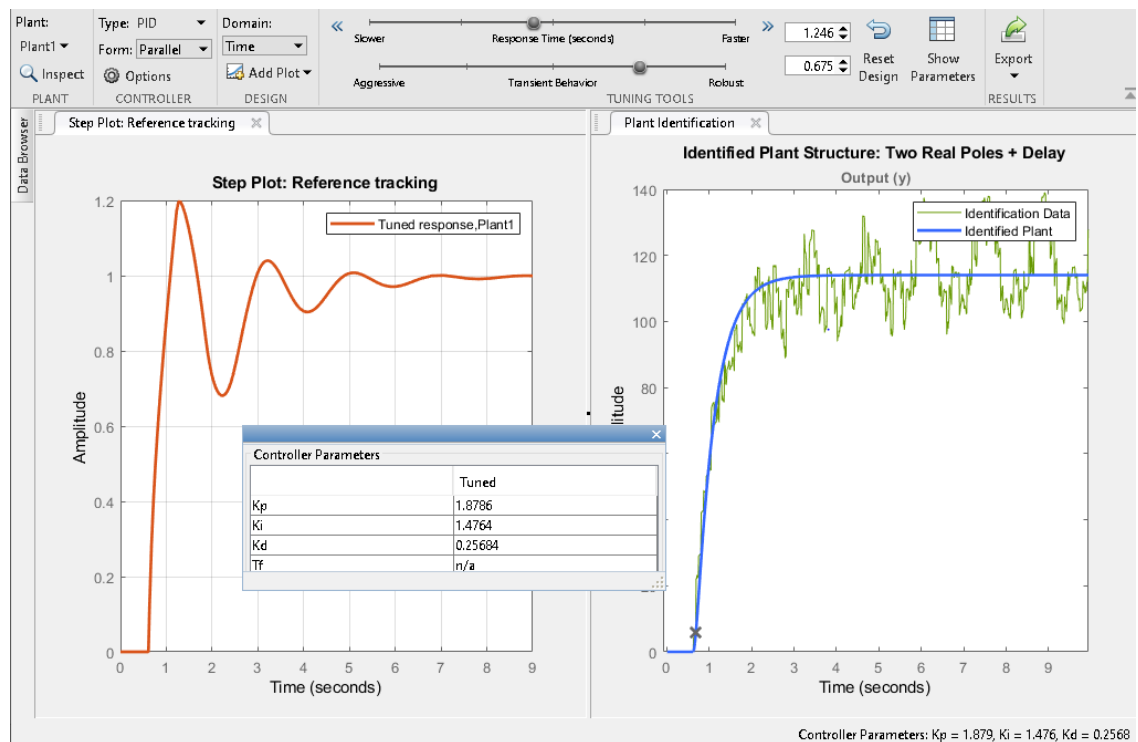 Plant:
Plant1
Inspect
PLANT
Type: PID
Form: Parallel
Options
CONTROLLER
Domain:
Time
Add Plot
DESIGN
Slower
Response Time (seconds)
Faster
Aggressive
Transient Behavior
Robust
TUNING TOOLS
1.246
0.675
Reset
Design
Show
Parameters
Export
RESULTS
Data Browser
Step Plot: Reference tracking
Step Plot: Reference tracking
Tuned response,Plant1
1.2
1
0.8
0.6
0.4
0.2
0
Amplitude
0 1 2 3 4 5 6 7 8 9
Time (seconds)
Plant Identification
Identified Plant Structure: Two Real Poles + Delay
Output (y)
Identification Data
Identified Plant
140
120
100
80
0
0 1 2 3 4 5 6 7 8 9
Time (seconds)
Controller Parameters
Tuned
Kp 1.8786
Ki 1.4764
Kd 0.25684
Tf n/a
Controller Parameters: Kp = 1.879, Ki = 1.476, Kd = 0.2568